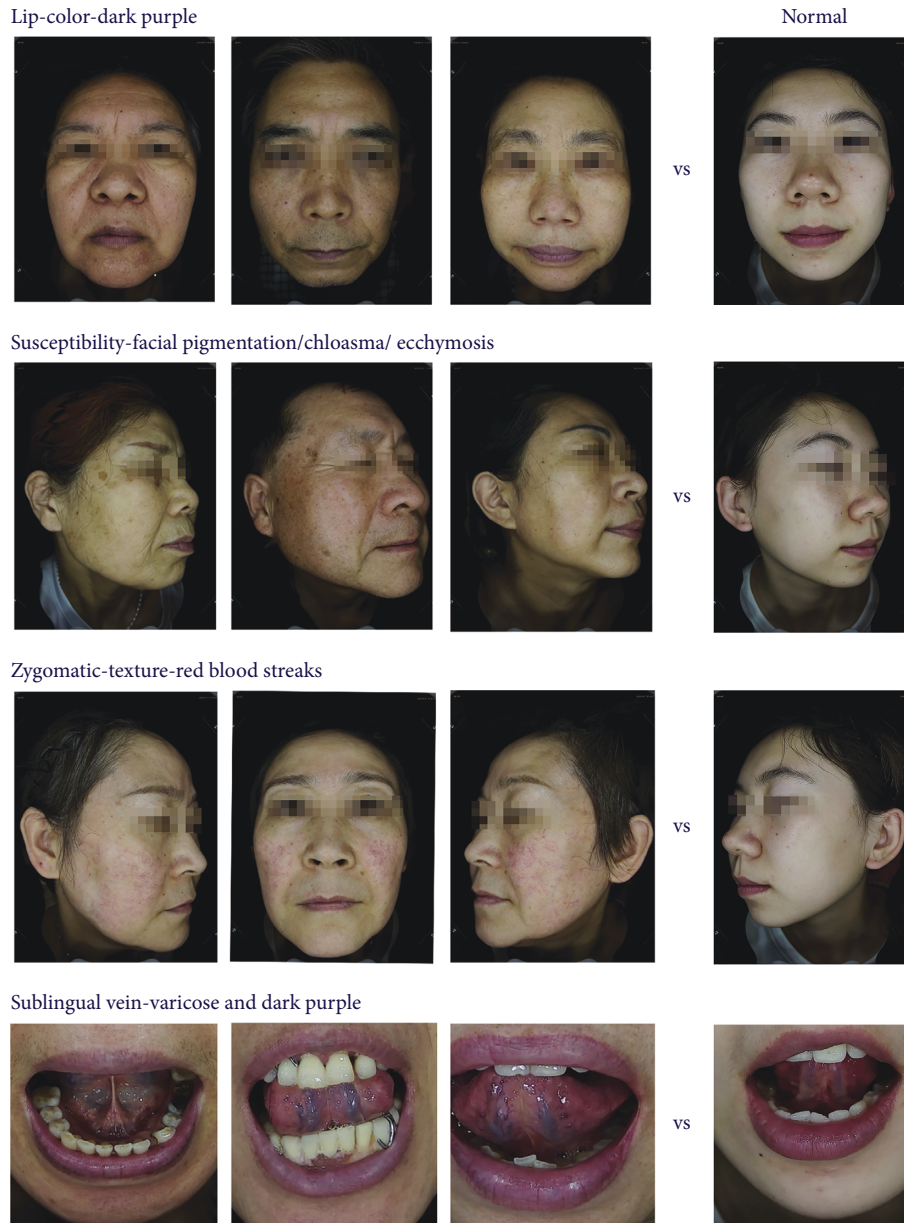 Lip-color-dark purple
Normal
vs
Susceptibility-facial pigmentation/chloasma/ ecchymosis
vs
Zygomatic-texture-red blood streaks
vs
Sublingual vein-varicose and dark purple
vs